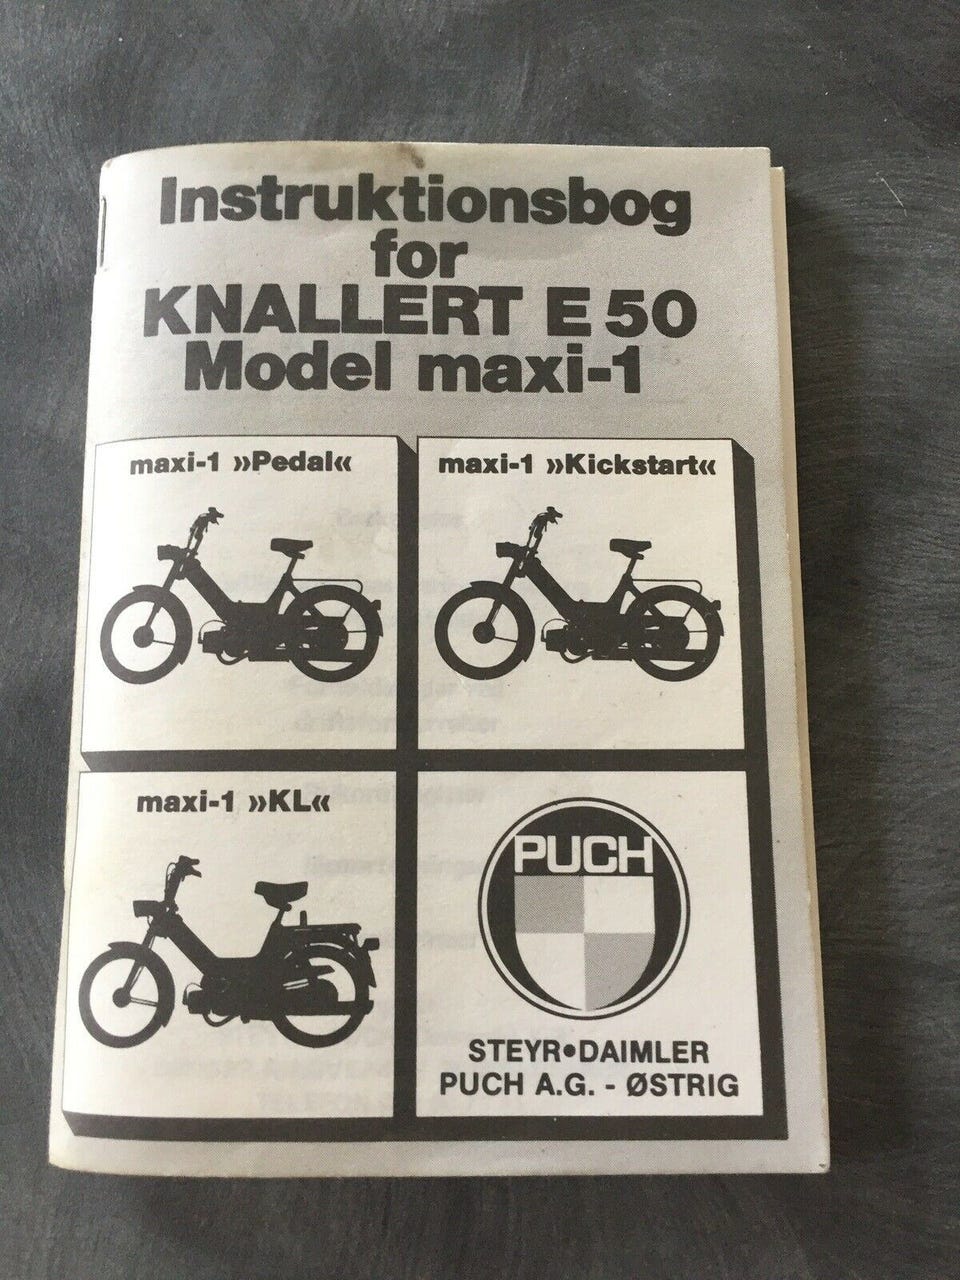 Instruktionsbog
for
KNALLERT E 50
Model maxi-1
maxi-1 »Pedal«
maxi-1 »Kickstart«
maxi-1 »KL«
PUCH
STEYR•DAIMLER
PUCH A.G. - ØSTRIG